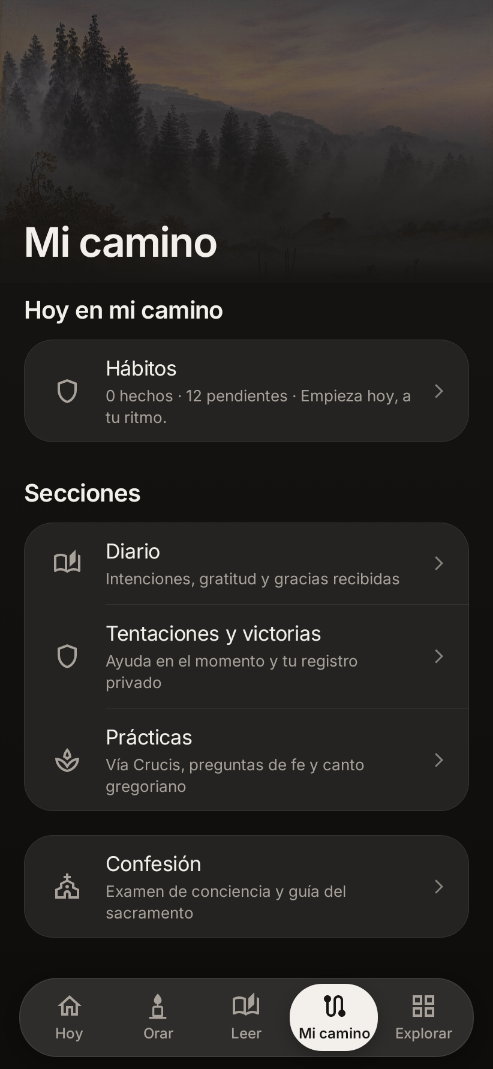 Mi camino
Hoy en mi camino
Hábitos
0 hechos · 12 pendientes · Empieza hoy, a
tu ritmo.
Secciones
Diario
Intenciones, gratitud y gracias recibidas
Tentaciones y victorias
Ayuda en el momento y tu registro
privado
Prácticas
Vía Crucis, preguntas de fe y canto
gregoriano
Confesión
Examen de conciencia y guía del
sacramento
Hoy
Orar
Leer
Mi camino
Explorar